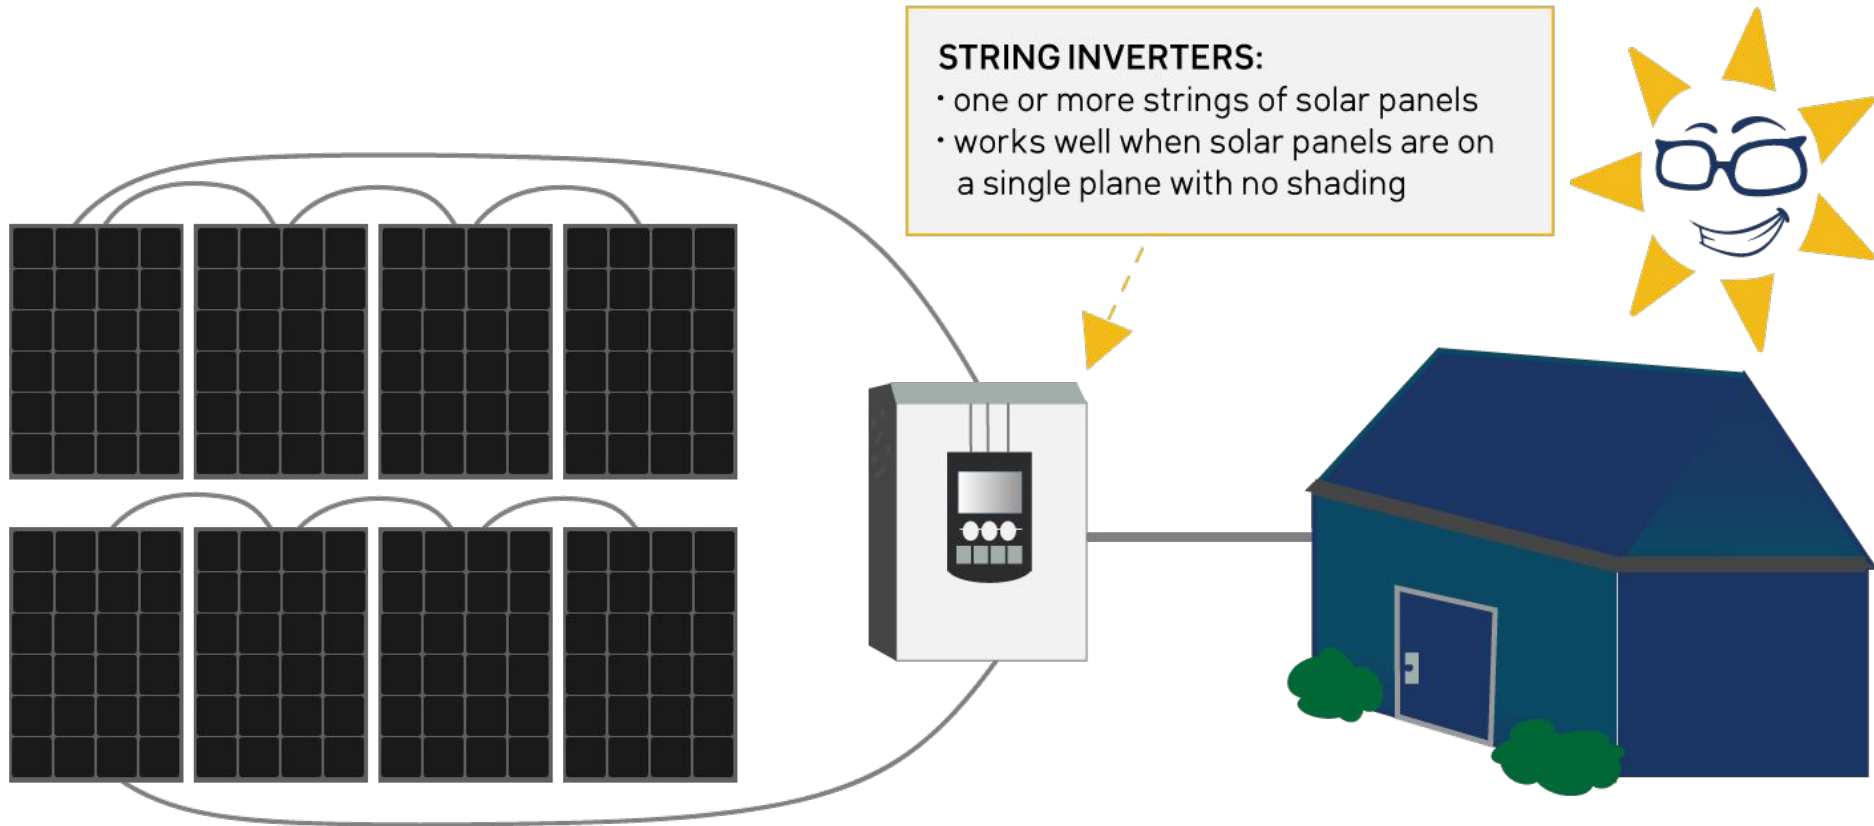 STRING INVERTERS:
• one or more strings of solar panels
• works well when solar panels are on
a single plane with no shading